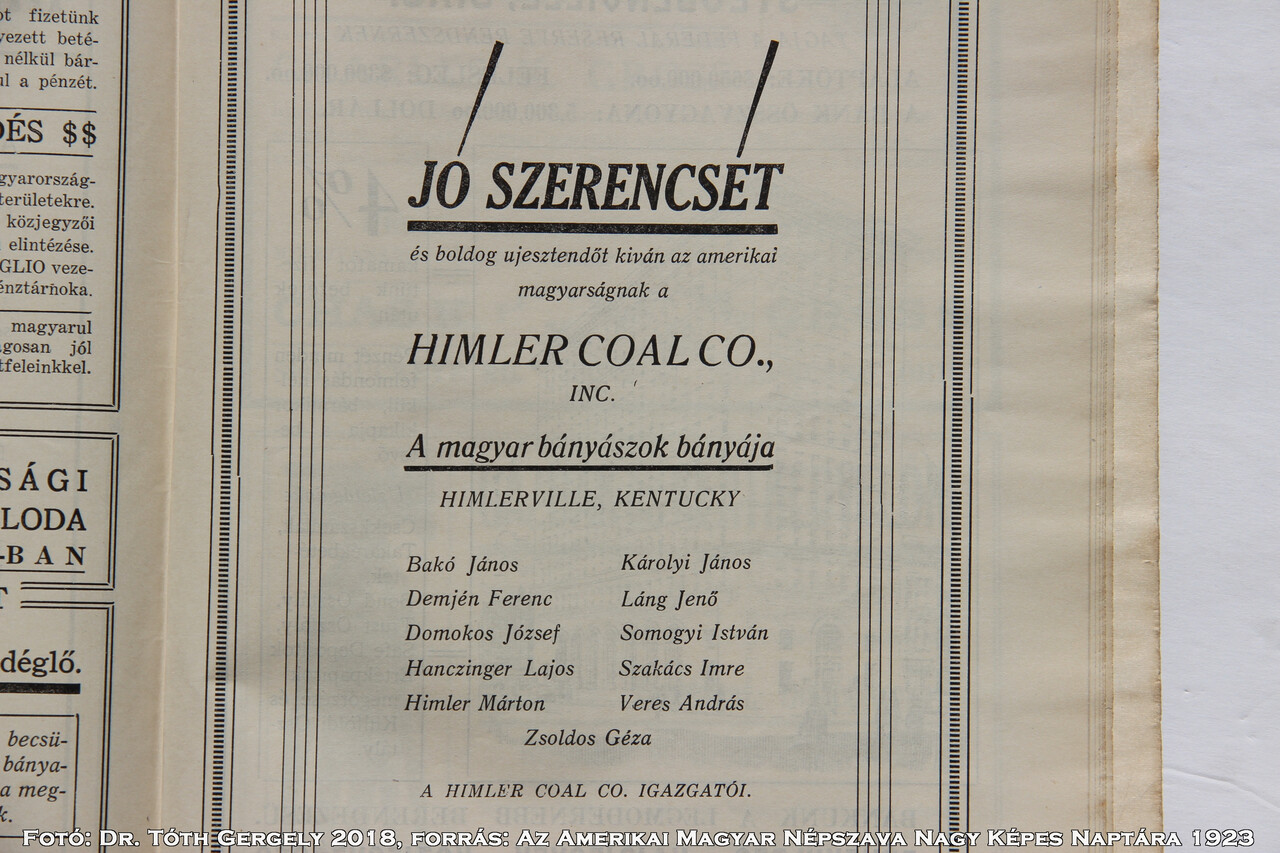 ot fizetünk
vezett beté-
nélkül bár-
ul a pénzét.
DÉS $$
gyarország-
területekre.
közjegyzői
elintézése.
GLIO veze-
énztárnoka.
magyarul
gosan jól
tfeleinkkel.
SÁGI
LODA
-BAN
T
déglő.
becsü-
bánya-
a meg-
k.
JÓ SZERENCSÉT
és boldog ujesztendőt kiván az amerikai
magyarságnak a
HIMLER COAL CO.,
INC.
A magyar bányászok bányája
HIMLERVILLE, KENTUCKY
Bakó János
Demjén Ferenc
Domokos József
Hanczinger Lajos
Himler Márton
Károlyi János
Láng Jenő
Somogyi István
Szakács Imre
Veres András
Zsoldos Géza
A HIMLER COAL CO. IGAZGATÓI.
Fotó: Dr. Tóth Gergely 2018, forrás: Az Amerikai Magyar Népszava Nagy Képes Naptára 1923